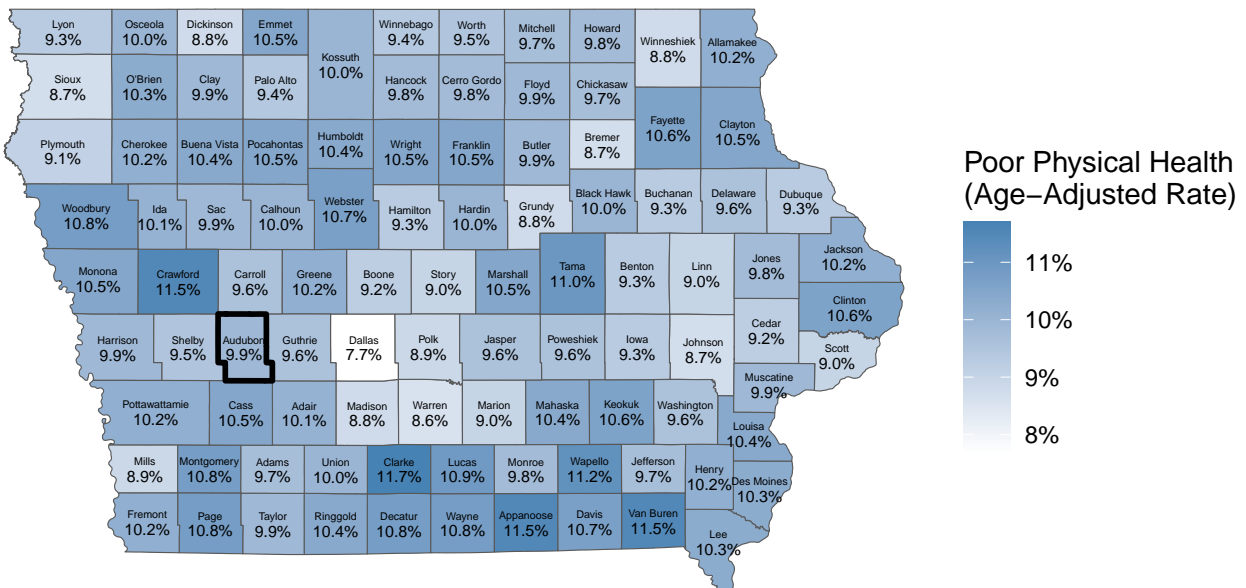 Lyon
9.3%
Osceola
10.0%
Dickinson
8.8%
Emmet
10.5%
Kossuth
10.0%
Winnebago
9.4%
Worth
9.5%
Mitchell
9.7%
Howard
9.8%
Winneshiek
8.8%
Allamakee
10.2%
Sioux
8.7%
O'Brien
10.3%
Clay
9.9%
Palo Alto
9.4%
Hancock
9.8%
Cerro Gordo
9.8%
Floyd
9.9%
Chickasaw
9.7%
Fayette
10.6%
Clayton
10.5%
Plymouth
9.1%
Cherokee
10.2%
Buena Vista
10.4%
Pocahontas
10.5%
Humboldt
10.4%
Wright
10.5%
Franklin
10.5%
Butler
9.9%
Bremer
8.7%
Woodbury
10.8%
Ida
10.1%
Sac
9.9%
Calhoun
10.0%
Webster
10.7%
Hamilton
9.3%
Hardin
10.0%
Grundy
8.8%
Black Hawk
10.0%
Buchanan
9.3%
Delaware
9.6%
Dubuque
9.3%
Monona
10.5%
Crawford
11.5%
Carroll
9.6%
Greene
10.2%
Boone
9.2%
Story
9.0%
Marshall
10.5%
Tama
11.0%
Benton
9.3%
Linn
9.0%
Jones
9.8%
Jackson
10.2%
Clinton
10.6%
Harrison
9.9%
Shelby
9.5%
Audubon
9.9%
Guthrie
9.6%
Dallas
7.7%
Polk
8.9%
Jasper
9.6%
Poweshiek
9.6%
Iowa
9.3%
Johnson
8.7%
Cedar
9.2%
Scott
9.0%
Muscatine
9.9%
Pottawattamie
10.2%
Cass
10.5%
Adair
10.1%
Madison
8.8%
Warren
8.6%
Marion
9.0%
Mahaska
10.4%
Keokuk
10.6%
Washington
9.6%
Louisa
10.4%
Mills
8.9%
Montgomery
10.8%
Adams
9.7%
Union
10.0%
Clarke
11.7%
Lucas
10.9%
Monroe
9.8%
Wapello
11.2%
Jefferson
9.7%
Henry
10.2%
Des Moines
10.3%
Fremont
10.2%
Page
10.8%
Taylor
9.9%
Ringgold
10.4%
Decatur
10.8%
Wayne
10.8%
Appanoose
11.5%
Davis
10.7%
Van Buren
11.5%
Lee
10.3%
Poor Physical Health
(Age−Adjusted Rate)
11%
10%
9%
8%